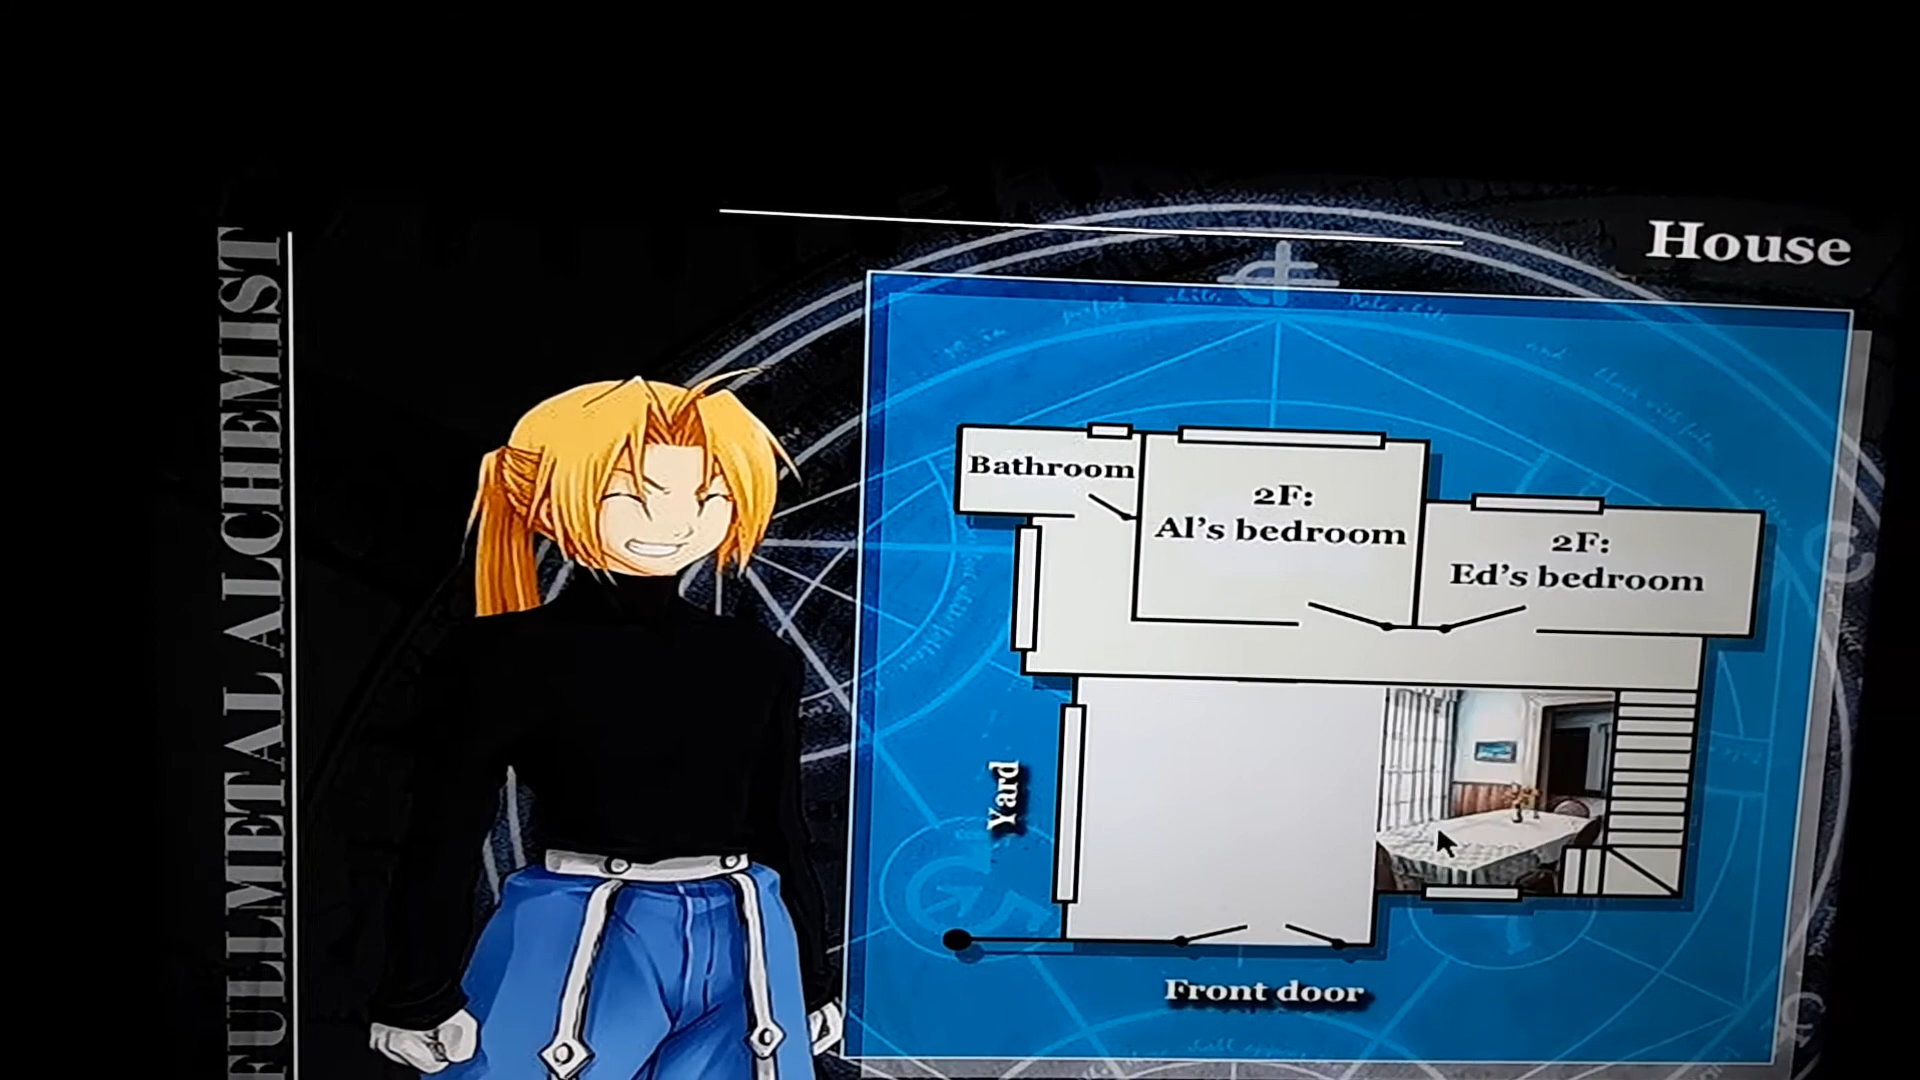 FULLMETAL ALCHEMIST
House
Bathroom
2F:
Al's bedroom
2F:
Ed's bedroom
Yard
Front door